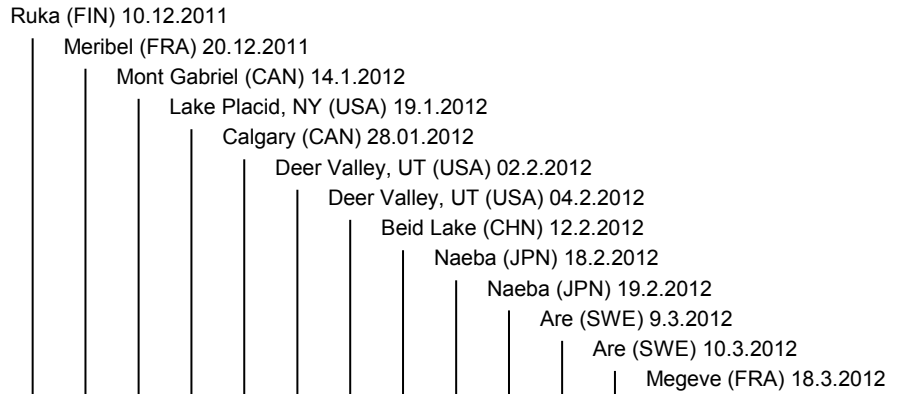 Ruka (FIN) 10.12.2011
Meribel (FRA) 20.12.2011
Mont Gabriel (CAN) 14.1.2012
Lake Placid, NY (USA) 19.1.2012
Calgary (CAN) 28.01.2012
Deer Valley, UT (USA) 02.2.2012
Deer Valley, UT (USA) 04.2.2012
Beid Lake (CHN) 12.2.2012
Naeba (JPN) 18.2.2012
Naeba (JPN) 19.2.2012
Are (SWE) 9.3.2012
Are (SWE) 10.3.2012
Megeve (FRA) 18.3.2012